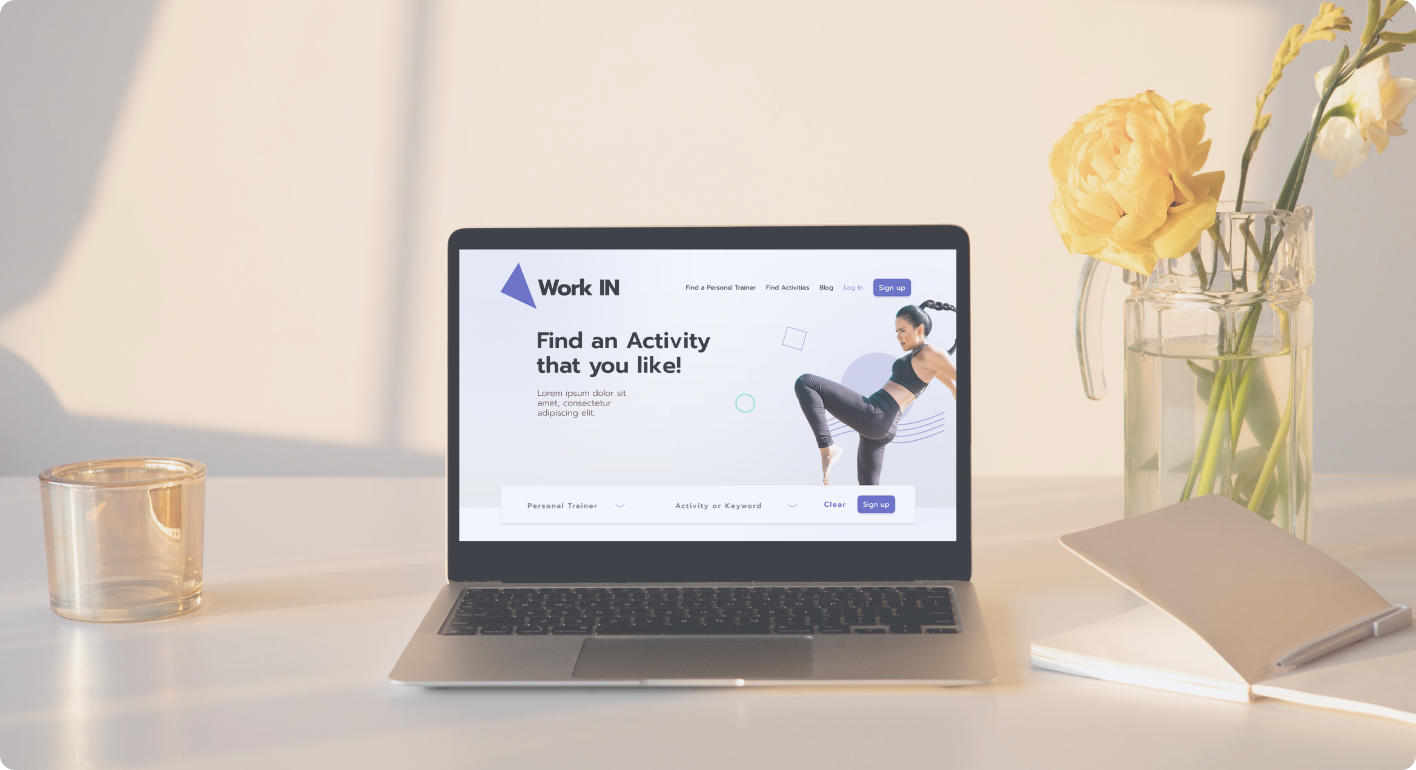 Work IN
Find a Personal Trainer Find Activities Blog Log In Sign up
Find an Activity
that you like!
Lorem ipsum dolor sit
amet, consectetur
adipiscing elit.
Personal Trainer Activity or Keyword Clear Sign up